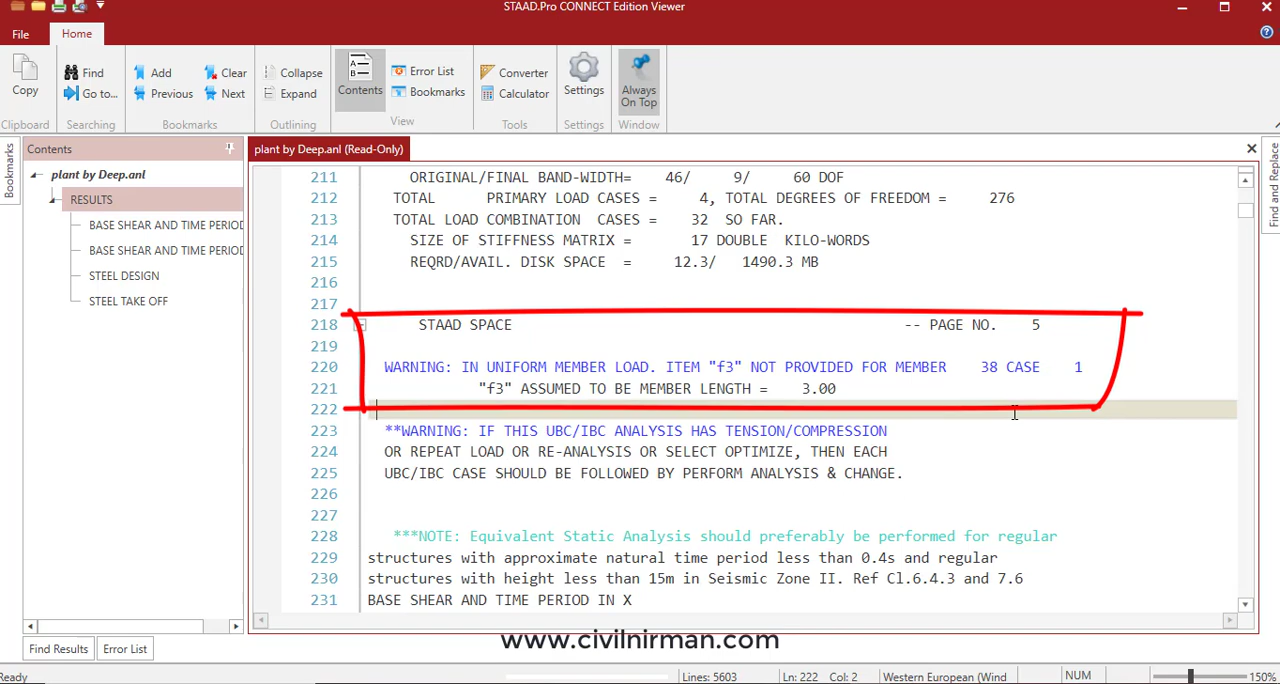 STAAD.Pro CONNECT Edition Viewer
File
Home
Copy
Find
Go to...
Add
Previous
Clear
Next
Collapse
Expand
Contents
Error List
Bookmarks
Converter
Calculator
Settings
Always On Top
Clipboard
Searching
Bookmarks
Outlining
View
Tools
Settings
Window
Bookmarks
Contents
plant by Deep.anl
RESULTS
BASE SHEAR AND TIME PERIOD
BASE SHEAR AND TIME PERIOD
STEEL DESIGN
STEEL TAKE OFF
plant by Deep.anl (Read-Only)
Find and Replace
211 ORIGINAL/FINAL BAND-WIDTH= 46/ 9/ 60 DOF
212 TOTAL PRIMARY LOAD CASES = 4, TOTAL DEGREES OF FREEDOM = 276
213 TOTAL LOAD COMBINATION CASES = 32 SO FAR.
214 SIZE OF STIFFNESS MATRIX = 17 DOUBLE KILO-WORDS
215 REQRD/AVAIL. DISK SPACE = 12.3/ 1490.3 MB
216
217
218 STAAD SPACE -- PAGE NO. 5
219
220 WARNING: IN UNIFORM MEMBER LOAD. ITEM "f3" NOT PROVIDED FOR MEMBER 38 CASE 1
221 "f3" ASSUMED TO BE MEMBER LENGTH = 3.00
222
223 **WARNING: IF THIS UBC/IBC ANALYSIS HAS TENSION/COMPRESSION
224 OR REPEAT LOAD OR RE-ANALYSIS OR SELECT OPTIMIZE, THEN EACH
225 UBC/IBC CASE SHOULD BE FOLLOWED BY PERFORM ANALYSIS & CHANGE.
226
227
228 ***NOTE: Equivalent Static Analysis should preferably be performed for regular
229 structures with approximate natural time period less than 0.4s and regular
230 structures with height less than 15m in Seismic Zone II. Ref Cl.6.4.3 and 7.6
231 BASE SHEAR AND TIME PERIOD IN X
www.civilnirman.com
Find Results
Error List
Ready
Lines: 5603
Ln: 222 Col: 2
Western European (Wind
NUM
150%